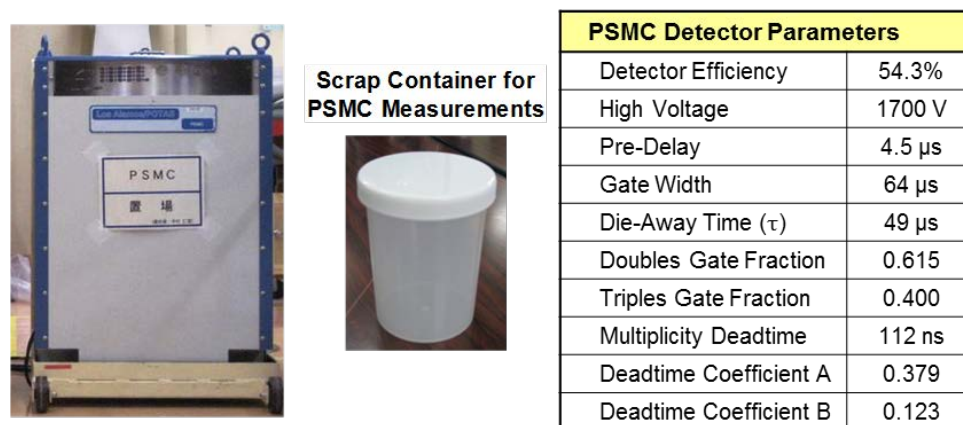 Los Alamos/POTAS
PSMC
PSMC
置場
Scrap Container for
PSMC Measurements
PSMC Detector Parameters
Detector Efficiency 54.3%
High Voltage 1700 V
Pre-Delay 4.5 µs
Gate Width 64 µs
Die-Away Time (τ) 49 µs
Doubles Gate Fraction 0.615
Triples Gate Fraction 0.400
Multiplicity Deadtime 112 ns
Deadtime Coefficient A 0.379
Deadtime Coefficient B 0.123